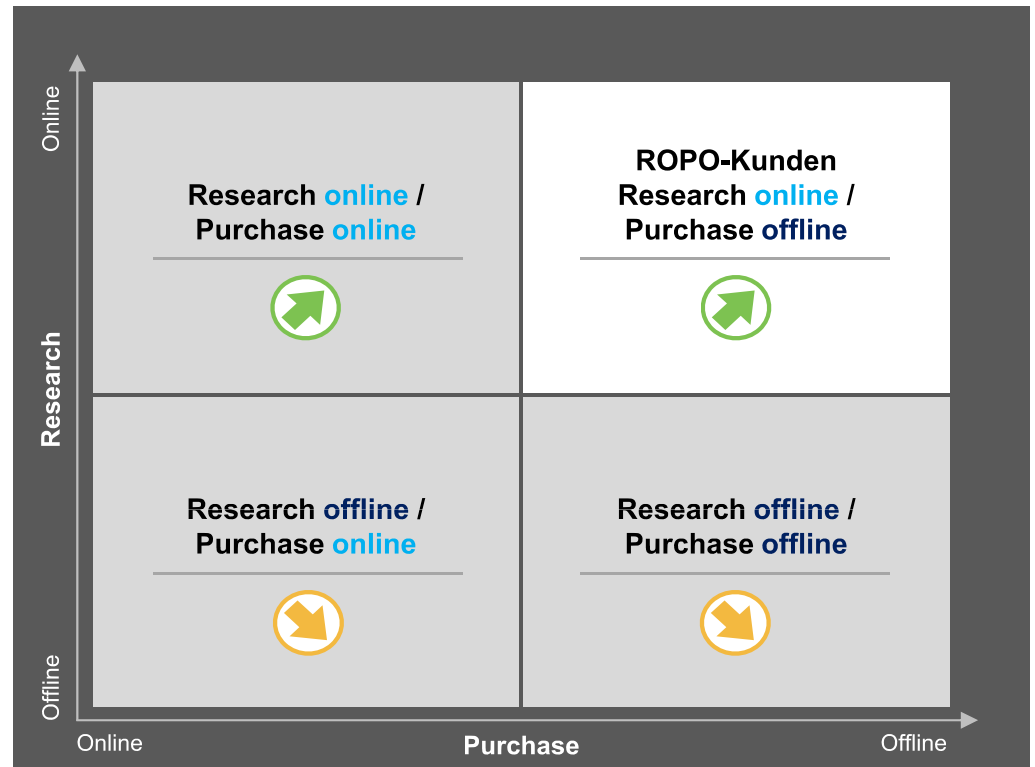 Online
Research
Offline
Research online /
Purchase online
ROPO-Kunden
Research online /
Purchase offline
Research offline /
Purchase online
Research offline /
Purchase offline
Online
Purchase
Offline